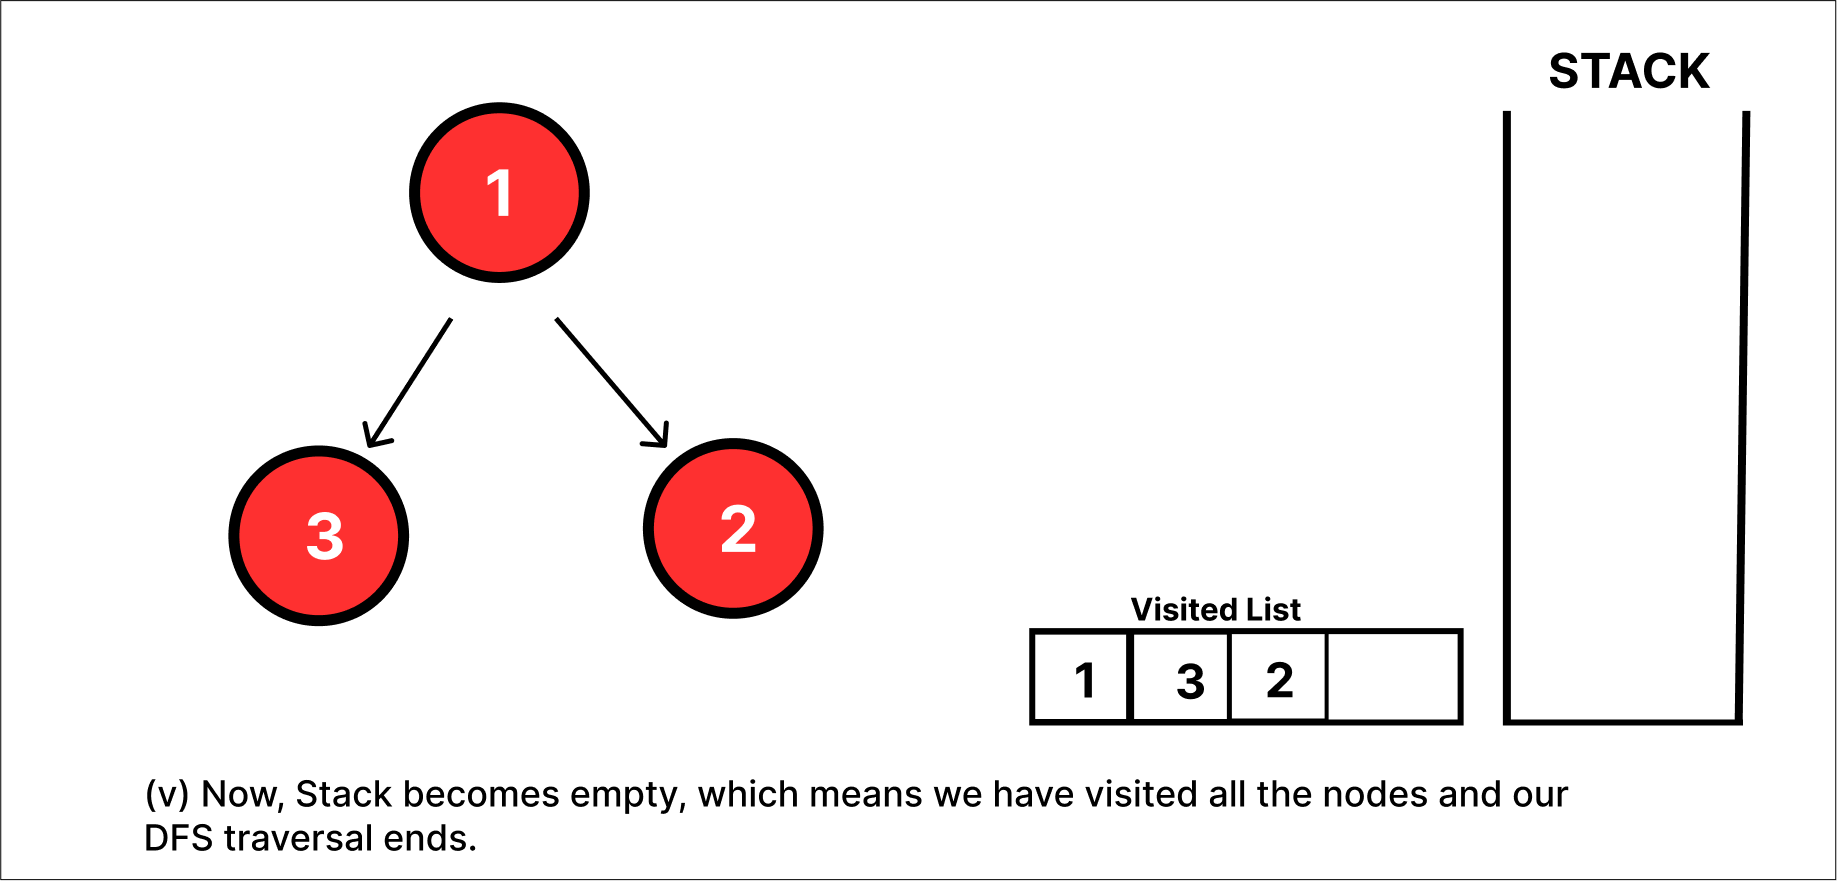 STACK
1
3
2
Visited List
1 3 2
(v) Now, Stack becomes empty, which means we have visited all the nodes and our
DFS traversal ends.